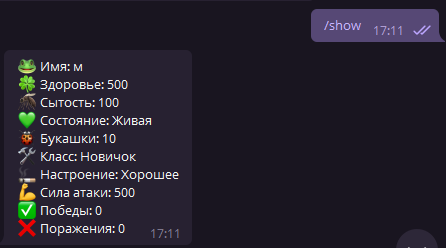 /show
17:11
Имя: м
Здоровье: 500
Сытость: 100
Состояние: Живая
Букашки: 10
Класс: Новичок
Настроение: Хорошее
Сила атаки: 500
Победы: 0
Поражения: 0
17:11